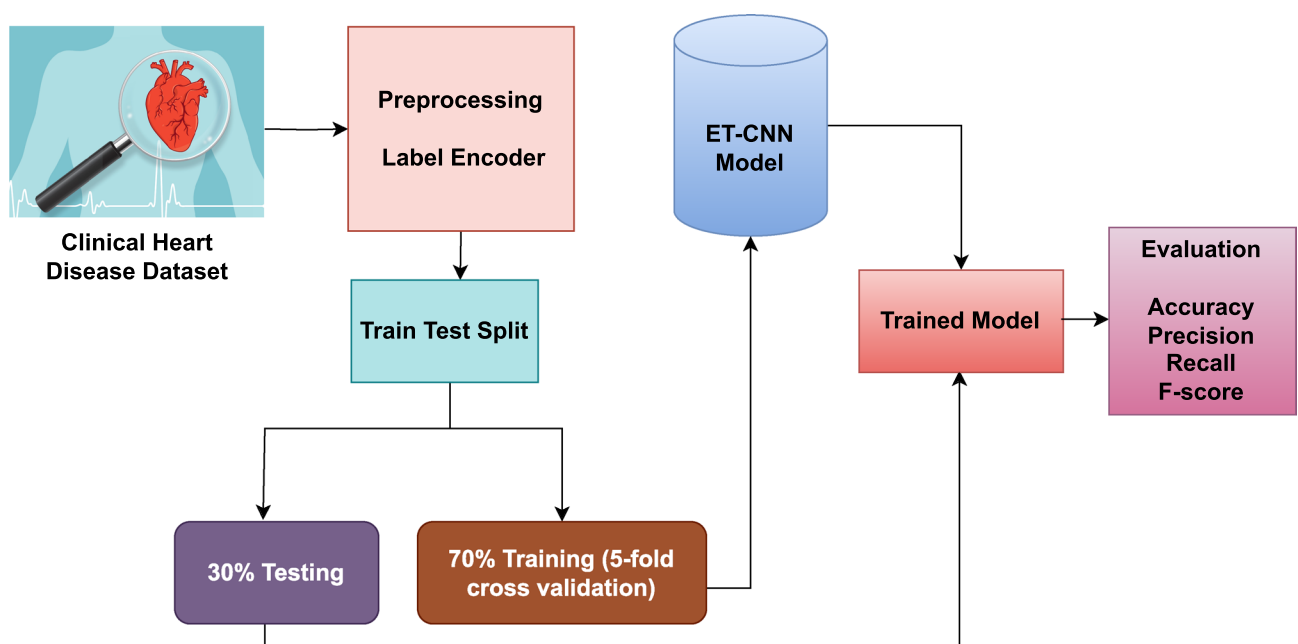 Clinical Heart
Disease Dataset
Preprocessing
Label Encoder
Train Test Split
30% Testing
70% Training (5-fold
cross validation)
ET-CNN
Model
Trained Model
Evaluation
Accuracy
Precision
Recall
F-score